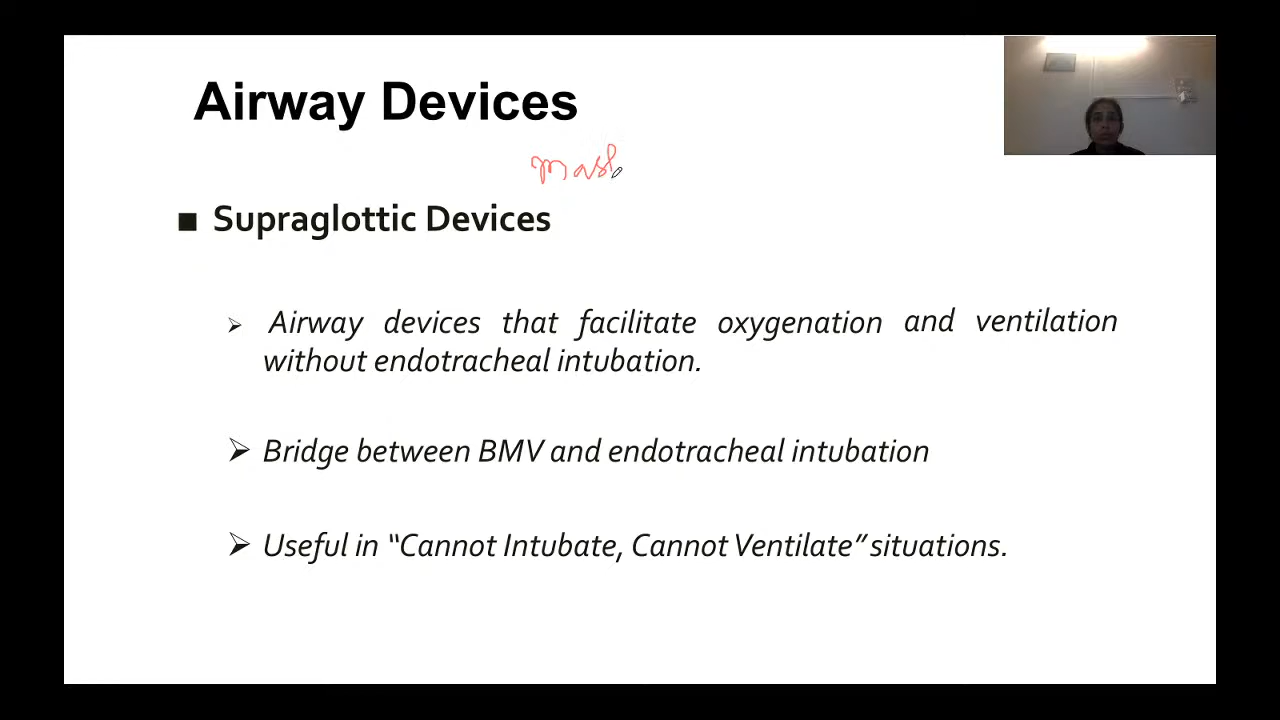 Airway Devices
■ Supraglottic Devices
➢ Airway devices that facilitate oxygenation and ventilation
without endotracheal intubation.
➢ Bridge between BMV and endotracheal intubation
➢ Useful in “Cannot Intubate, Cannot Ventilate” situations.